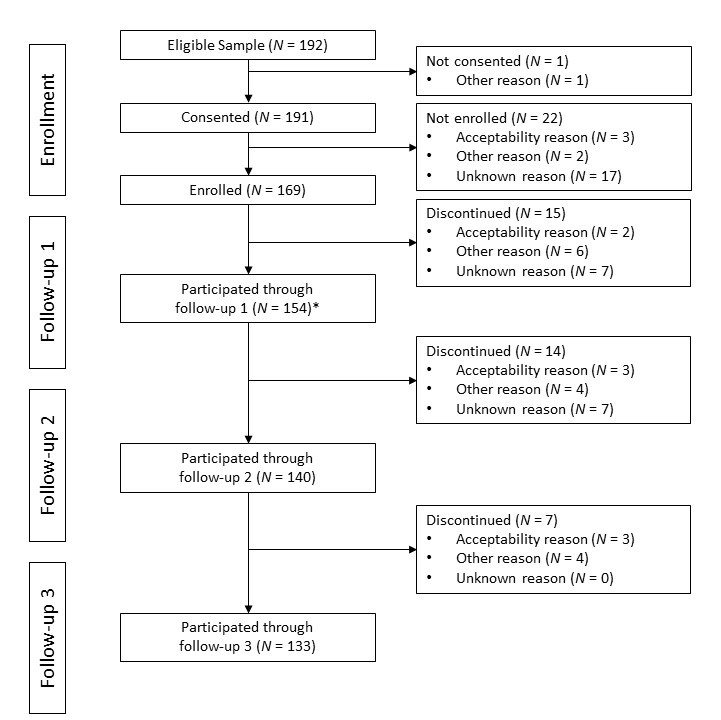 Enrollment
Eligible Sample (N = 192)
Not consented (N = 1)
• Other reason (N = 1)
Consented (N = 191)
Not enrolled (N = 22)
• Acceptability reason (N = 3)
• Other reason (N = 2)
• Unknown reason (N = 17)
Enrolled (N = 169)
Follow-up 1
Discontinued (N = 15)
• Acceptability reason (N = 2)
• Other reason (N = 6)
• Unknown reason (N = 7)
Participated through
follow-up 1 (N = 154)*
Discontinued (N = 14)
• Acceptability reason (N = 3)
• Other reason (N = 4)
• Unknown reason (N = 7)
Follow-up 2
Participated through
follow-up 2 (N = 140)
Discontinued (N = 7)
• Acceptability reason (N = 3)
• Other reason (N = 4)
• Unknown reason (N = 0)
Follow-up 3
Participated through
follow-up 3 (N = 133)